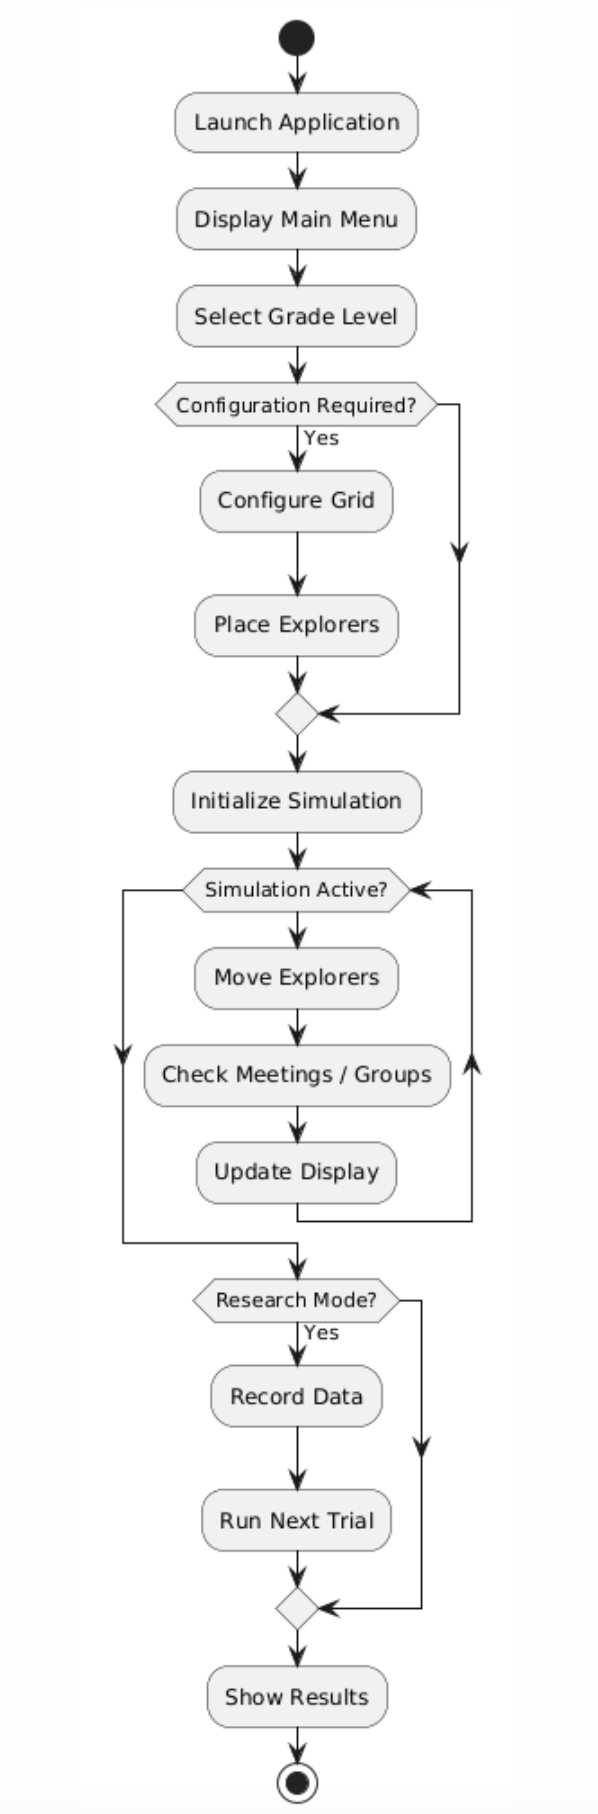 Launch Application
Display Main Menu
Select Grade Level
Configuration Required?
Yes
Configure Grid
Place Explorers
Initialize Simulation
Simulation Active?
Move Explorers
Check Meetings / Groups
Update Display
Research Mode?
Yes
Record Data
Run Next Trial
Show Results